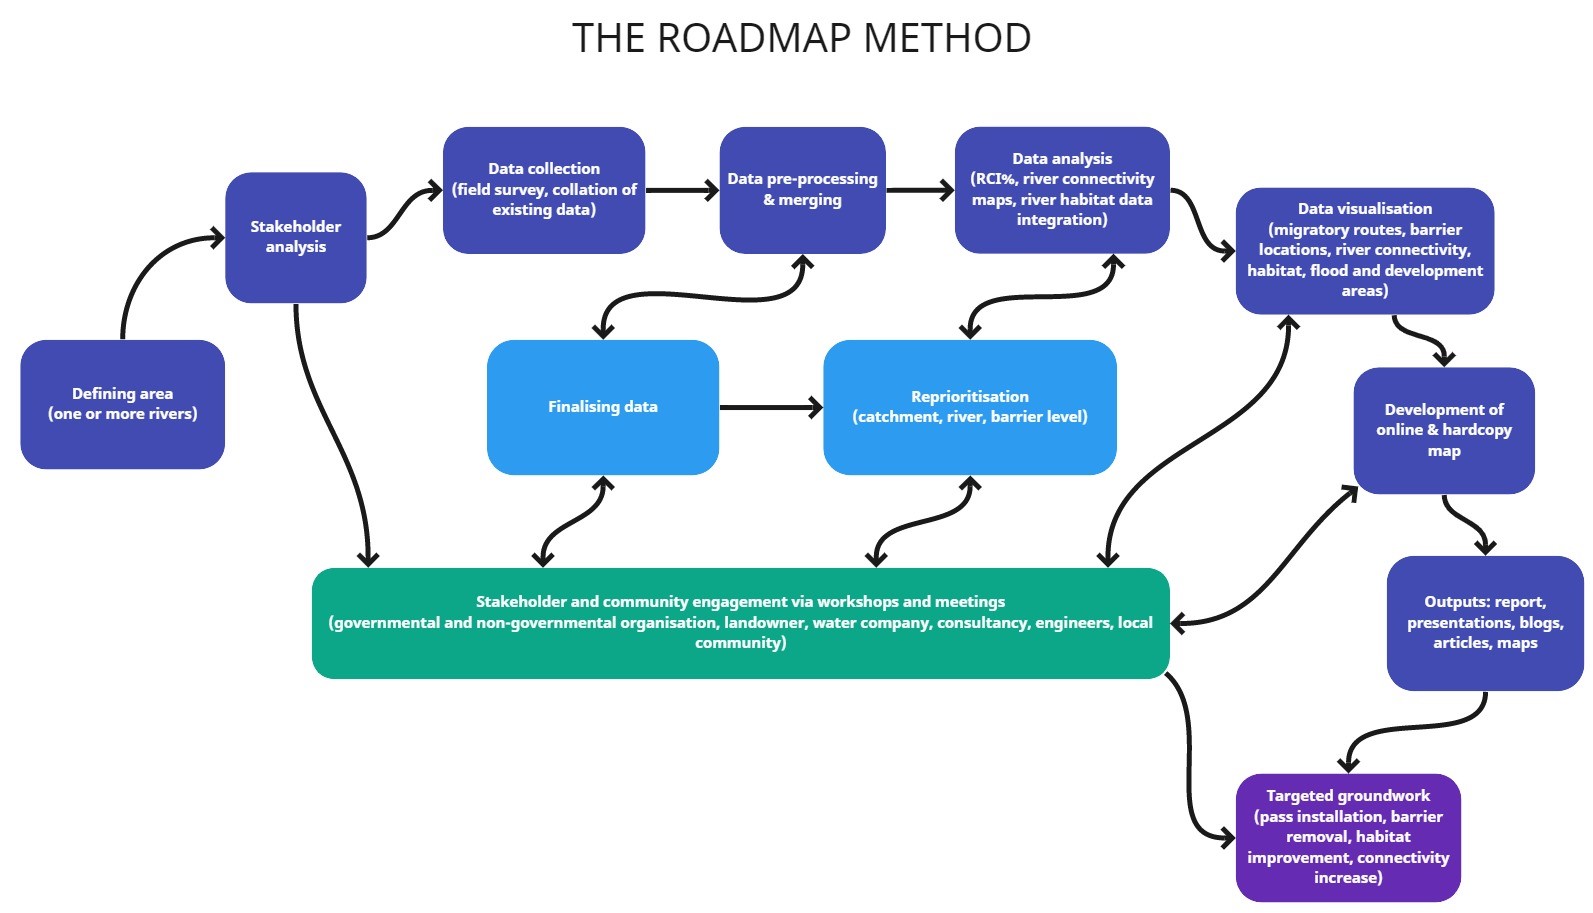 THE ROADMAP METHOD
Defining area
(one or more rivers)
Stakeholder
analysis
Data collection
(field survey, collation of
existing data)
Data pre-processing
& merging
Data analysis
(RCI%, river connectivity
maps, river habitat data
integration)
Data visualisation
(migratory routes, barrier
locations, river connectivity,
habitat, flood and development
areas)
Finalising data
Reprioritisation
(catchment, river, barrier level)
Development of
online & hardcopy
map
Stakeholder and community engagement via workshops and meetings
(governmental and non-governmental organisation, landowner, water company, consultancy, engineers, local
community)
Outputs: report,
presentations, blogs,
articles, maps
Targeted groundwork
(pass installation, barrier
removal, habitat
improvement, connectivity
increase)